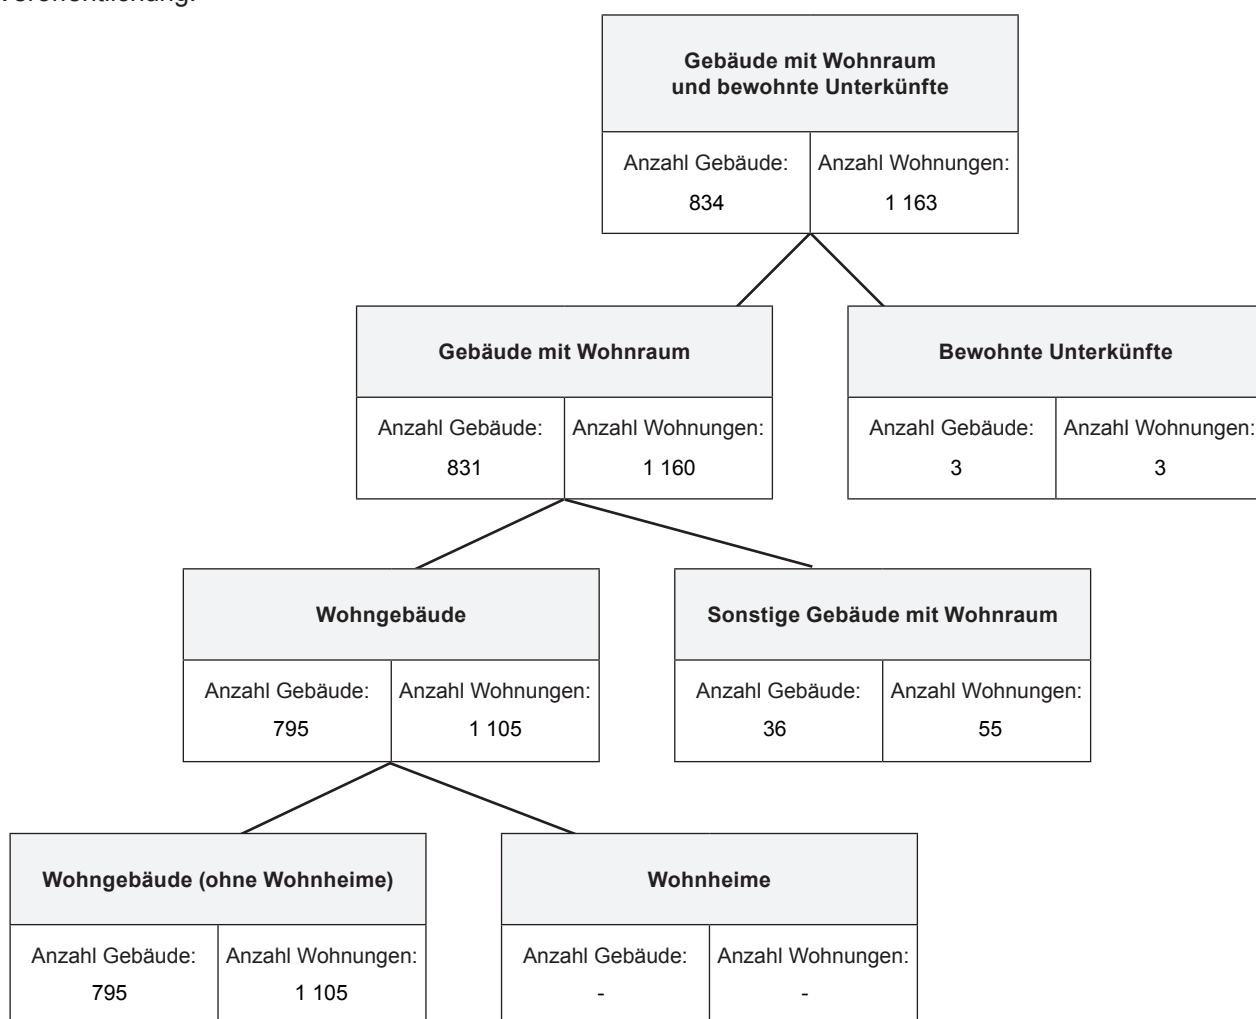 Veröffentlichung.
Gebäude mit Wohnraum
und bewohnte Unterkünfte
Anzahl Gebäude: Anzahl Wohnungen:
834 1 163
Gebäude mit Wohnraum Bewohnte Unterkünfte
Anzahl Gebäude: Anzahl Wohnungen: Anzahl Gebäude: Anzahl Wohnungen:
831 1 160 3 3
Wohngebäude Sonstige Gebäude mit Wohnraum
Anzahl Gebäude: Anzahl Wohnungen: Anzahl Gebäude: Anzahl Wohnungen:
795 1 105 36 55
Wohngebäude (ohne Wohnheime) Wohnheime
Anzahl Gebäude: Anzahl Wohnungen: Anzahl Gebäude: Anzahl Wohnungen:
795 1 105 - -